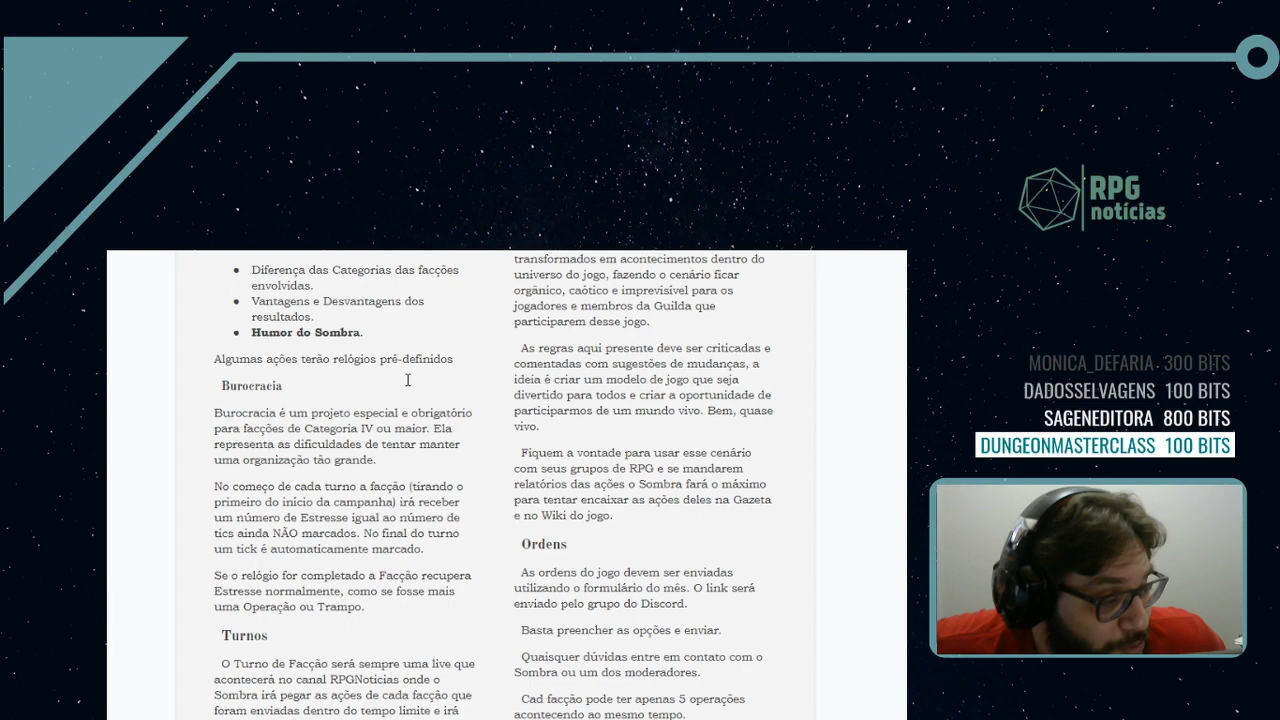 RPG
notícias
Diferença das Categorias das facções
envolvidas.
Vantagens e Desvantagens dos
resultados.
Humor do Sombra.
Algumas ações terão relógios pré-definidos
Burocracia
Burocracia é um projeto especial e obrigatório
para facções de Categoria IV ou maior. Ela
representa as dificuldades de tentar manter
uma organização tão grande.
No começo de cada turno a facção (tirando o
primeiro do início da campanha) irá receber
um número de Estresse igual ao número de
tics ainda NÃO marcados. No final do turno
um tick é automaticamente marcado.
Se o relógio for completado a Facção recupera
Estresse normalmente, como se fosse mais
uma Operação ou Trampo.
Turnos
O Turno de Facção será sempre uma live que
acontecerá no canal RPGNoticias onde o
Sombra irá pegar as ações de cada facção que
foram enviadas dentro do tempo limite e irá
transformados em acontecimentos dentro do
universo do jogo, fazendo o cenário ficar
orgânico, caótico e imprevisível para os
jogadores e membros da Guilda que
participarem desse jogo.
As regras aqui presente deve ser criticadas e
comentadas com sugestões de mudanças, a
ideia é criar um modelo de jogo que seja
divertido para todos e criar a oportunidade de
participarmos de um mundo vivo. Bem, quase
vivo.
Fiquem a vontade para usar esse cenário
com seus grupos de RPG e se mandarem
relatórios das ações o Sombra fará o máximo
para tentar encaixar as ações deles na Gazeta
e no Wiki do jogo.
Ordens
As ordens do jogo devem ser enviadas
utilizando o formulário do mês. O link será
enviado pelo grupo do Discord.
Basta preencher as opções e enviar.
Quaisquer dúvidas entre em contato com o
Sombra ou um dos moderadores.
Cad facção pode ter apenas 5 operações
acontecendo ao mesmo tempo.
MONICA_DEFARIA 300 BITS
DADOSSELVAGENS 100 BITS
SAGENEDITORA 800 BITS
DUNGEONMASTERCLASS 100 BITS